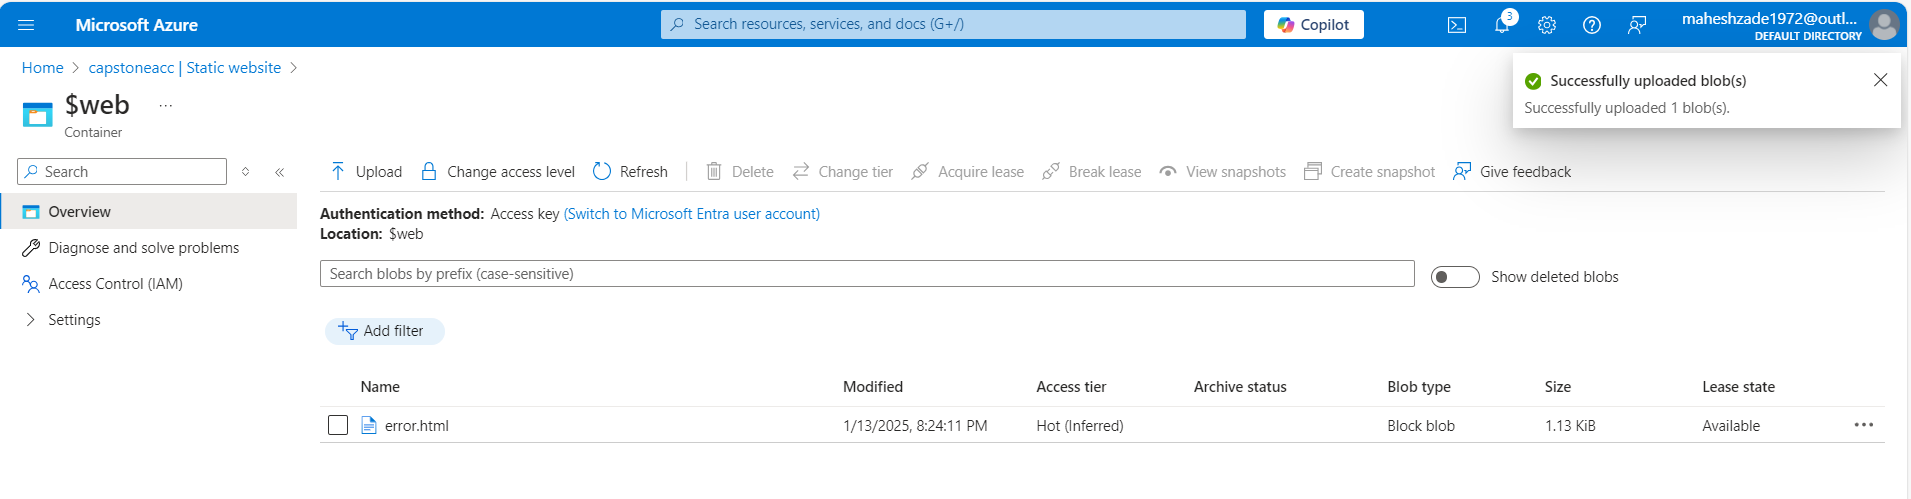 Microsoft Azure
Search resources, services, and docs (G+/)
Copilot
3
maheshzade1972@outl...
DEFAULT DIRECTORY
Home > capstoneacc | Static website >
Successfully uploaded blob(s)
Successfully uploaded 1 blob(s).
$web ...
Container
Search
Upload Change access level Refresh Delete Change tier Acquire lease Break lease View snapshots Create snapshot Give feedback
Overview
Diagnose and solve problems
Access Control (IAM)
Settings
Authentication method: Access key (Switch to Microsoft Entra user account)
Location: $web
Search blobs by prefix (case-sensitive)
Show deleted blobs
Add filter
Name Modified Access tier Archive status Blob type Size Lease state
error.html 1/13/2025, 8:24:11 PM Hot (Inferred) Block blob 1.13 KiB Available ...